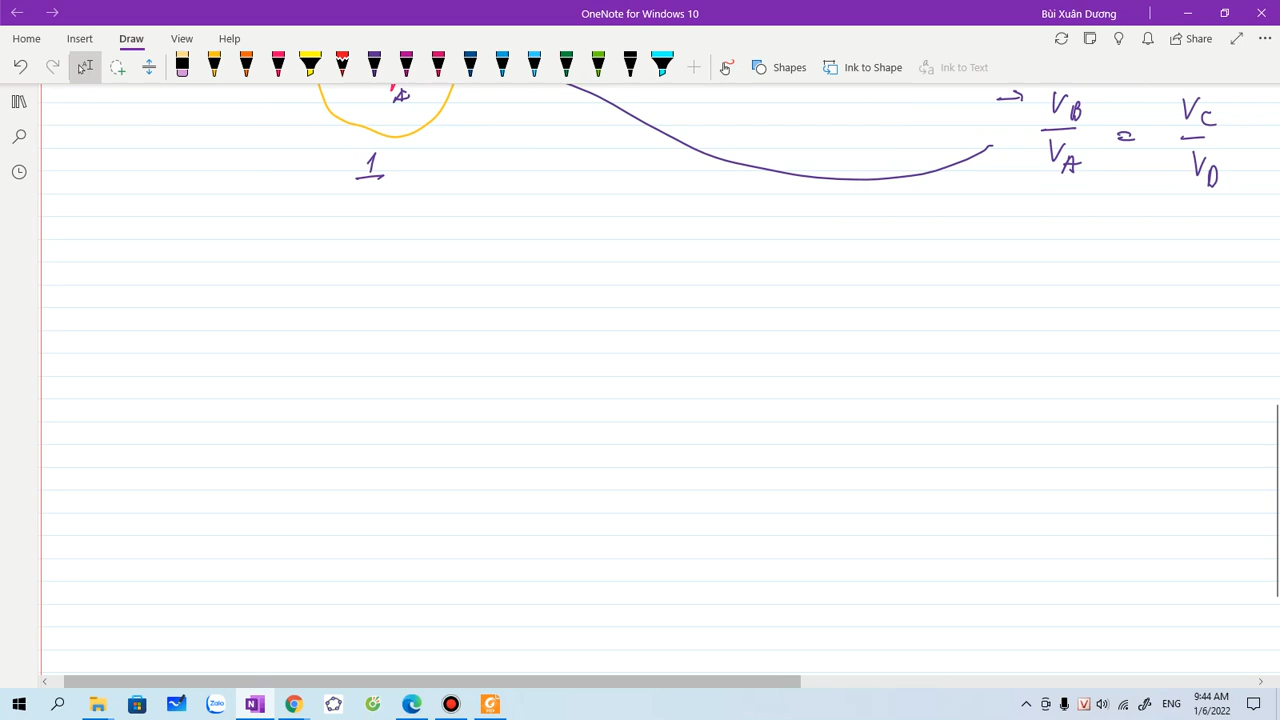 OneNote for Windows 10
Bùi Xuân Dương
Home Insert Draw View Help
Share
Shapes
Ink to Shape
Ink to Text
A
1
→ V_B / V_A = V_C / V_D
Zalo
ENG
9:44 AM
1/6/2022